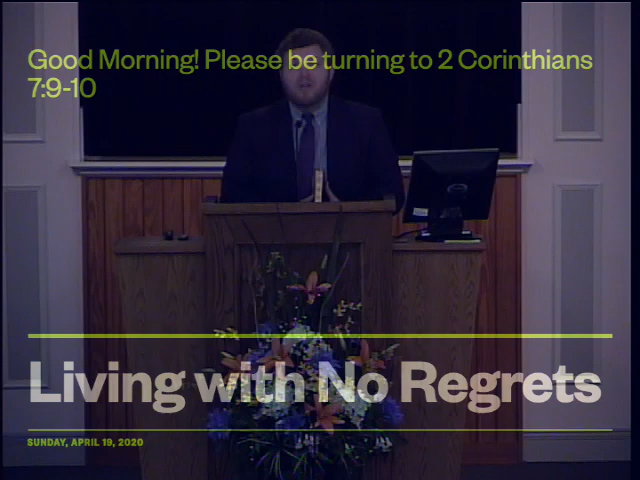 Good Morning! Please be turning to 2 Corinthians
7:9-10
Living with No Regrets
SUNDAY, APRIL 19, 2020